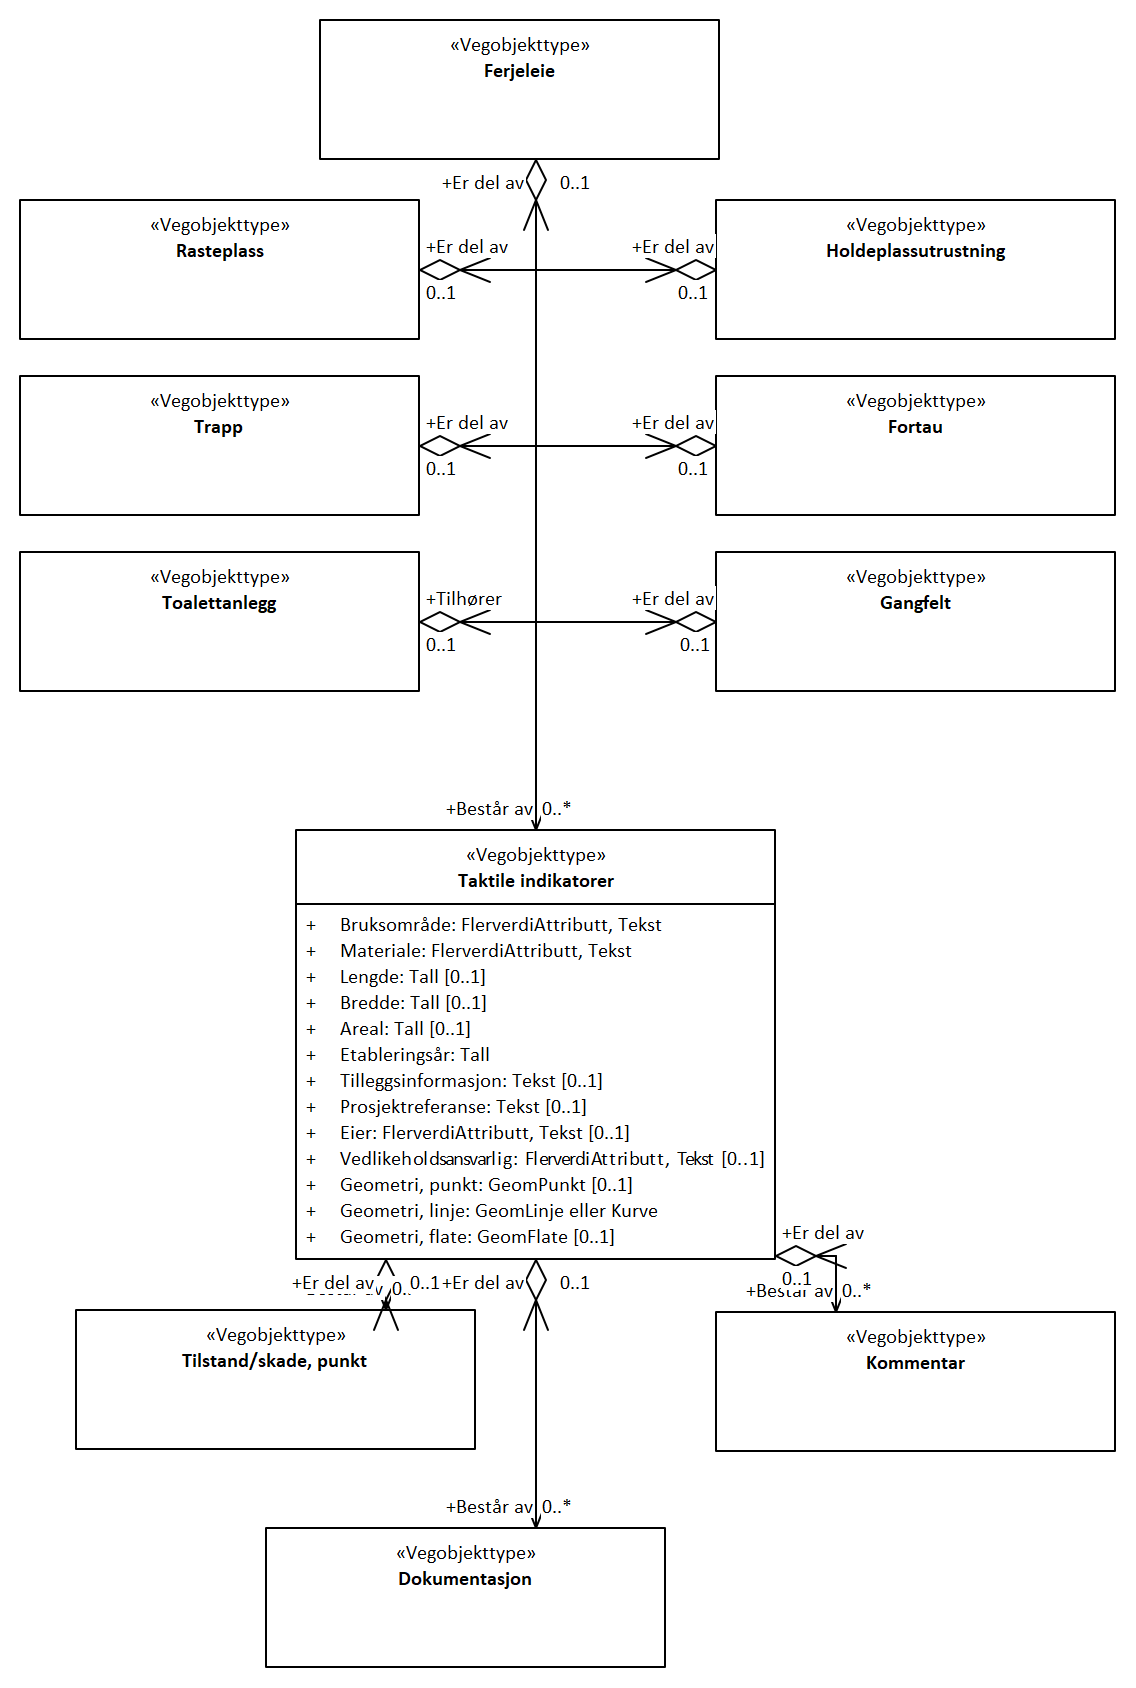 «Vegobjekttype»
Ferjeleie
+Er del av 0..1
«Vegobjekttype»
Rasteplass
+Er del av
0..1
+Er del av
0..1
«Vegobjekttype»
Holdeplassutrustning
«Vegobjekttype»
Trapp
+Er del av
0..1
+Er del av
0..1
«Vegobjekttype»
Fortau
«Vegobjekttype»
Toalettanlegg
+Tilhører
0..1
+Er del av
0..1
«Vegobjekttype»
Gangfelt
+Består av 0..*
«Vegobjekttype»
Taktile indikatorer
+ Bruksområde: FlerverdiAttributt, Tekst
+ Materiale: FlerverdiAttributt, Tekst
+ Lengde: Tall [0..1]
+ Bredde: Tall [0..1]
+ Areal: Tall [0..1]
+ Etableringsår: Tall
+ Tilleggsinformasjon: Tekst [0..1]
+ Prosjektreferanse: Tekst [0..1]
+ Eier: FlerverdiAttributt, Tekst [0..1]
+ Vedlikeholdsansvarlig: FlerverdiAttributt, Tekst [0..1]
+ Geometri, punkt: GeomPunkt [0..1]
+ Geometri, linje: GeomLinje eller Kurve
+ Geometri, flate: GeomFlate [0..1]
+Er del av
0..1
+Består av 0..*
+Er del av 0..1
+Er del av 0..1
«Vegobjekttype»
Tilstand/skade, punkt
«Vegobjekttype»
Kommentar
+Består av 0..*
«Vegobjekttype»
Dokumentasjon